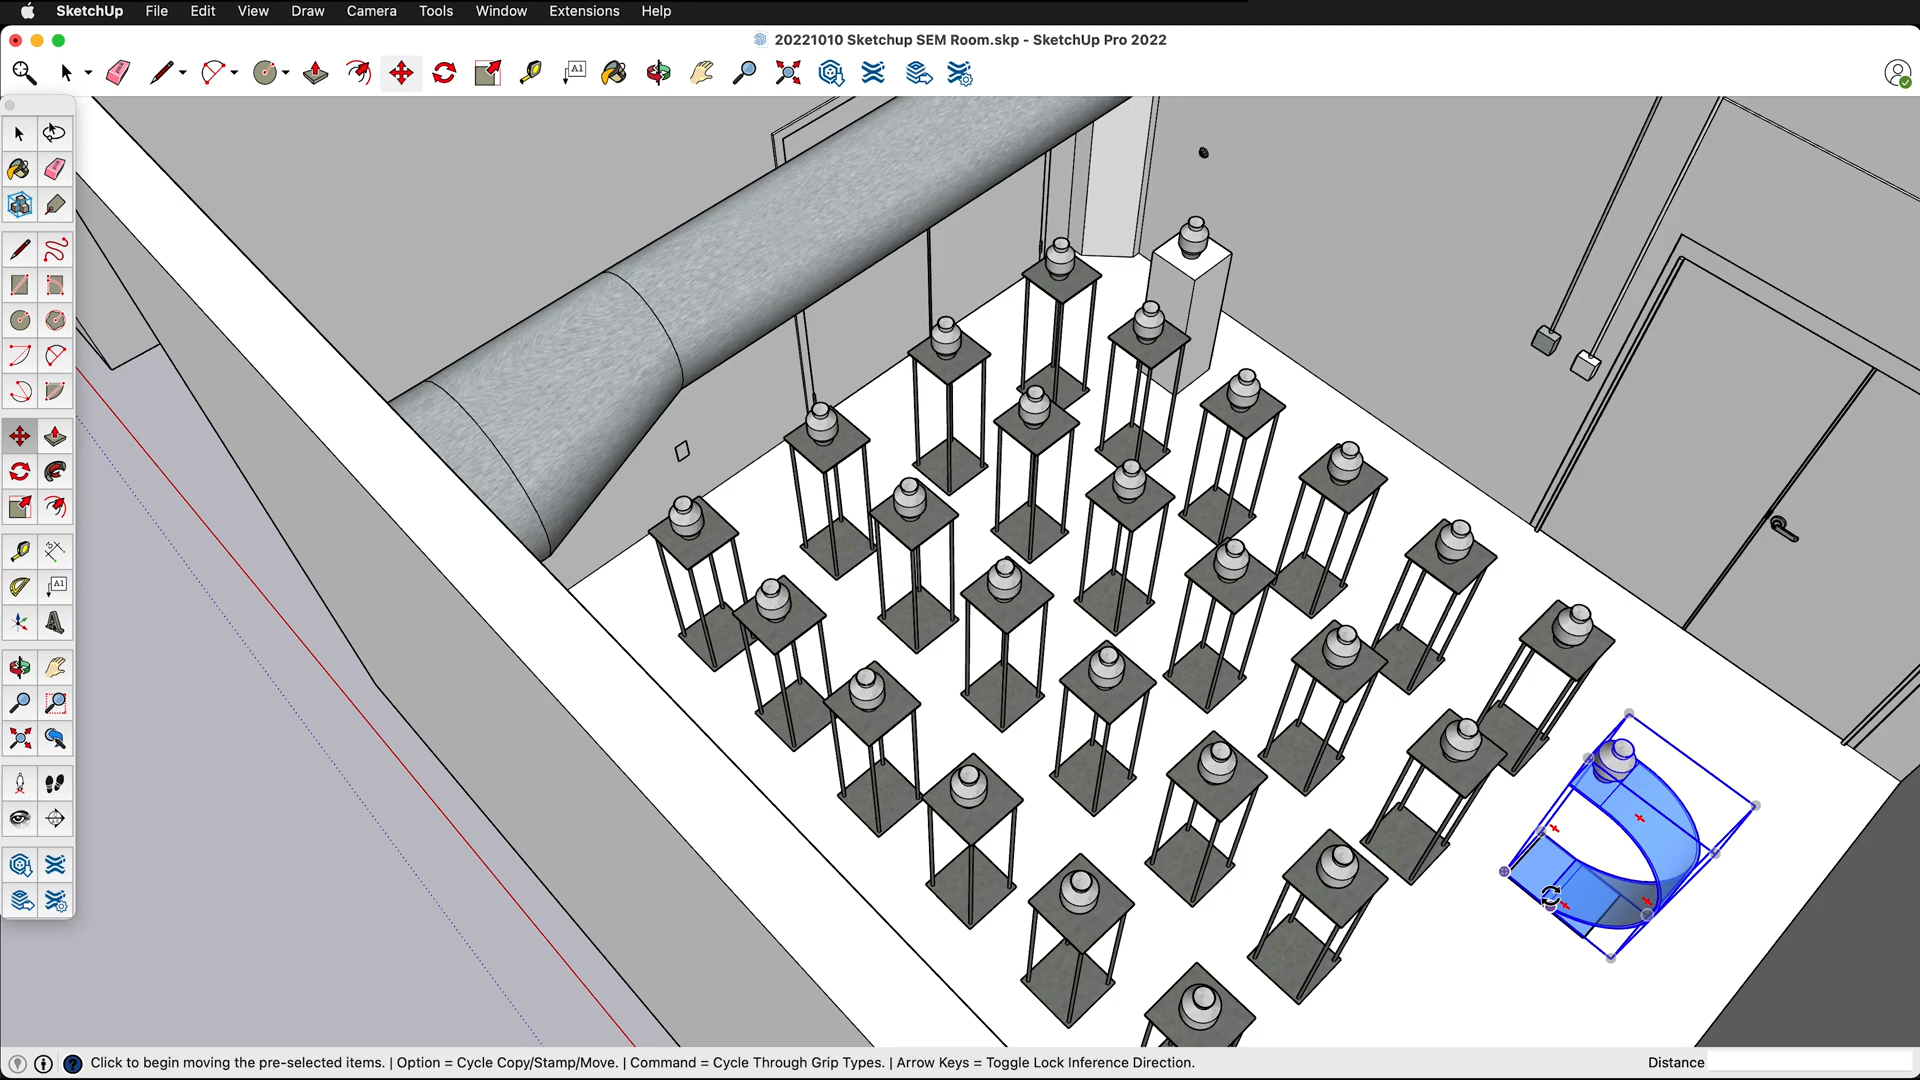 SketchUp File Edit View Draw Camera Tools Window Extensions Help
20221010 Sketchup SEM Room.skp - SketchUp Pro 2022
A1
A1
Click to begin moving the pre-selected items. | Option = Cycle Copy/Stamp/Move. | Command = Cycle Through Grip Types. | Arrow Keys = Toggle Lock Inference Direction.
Distance